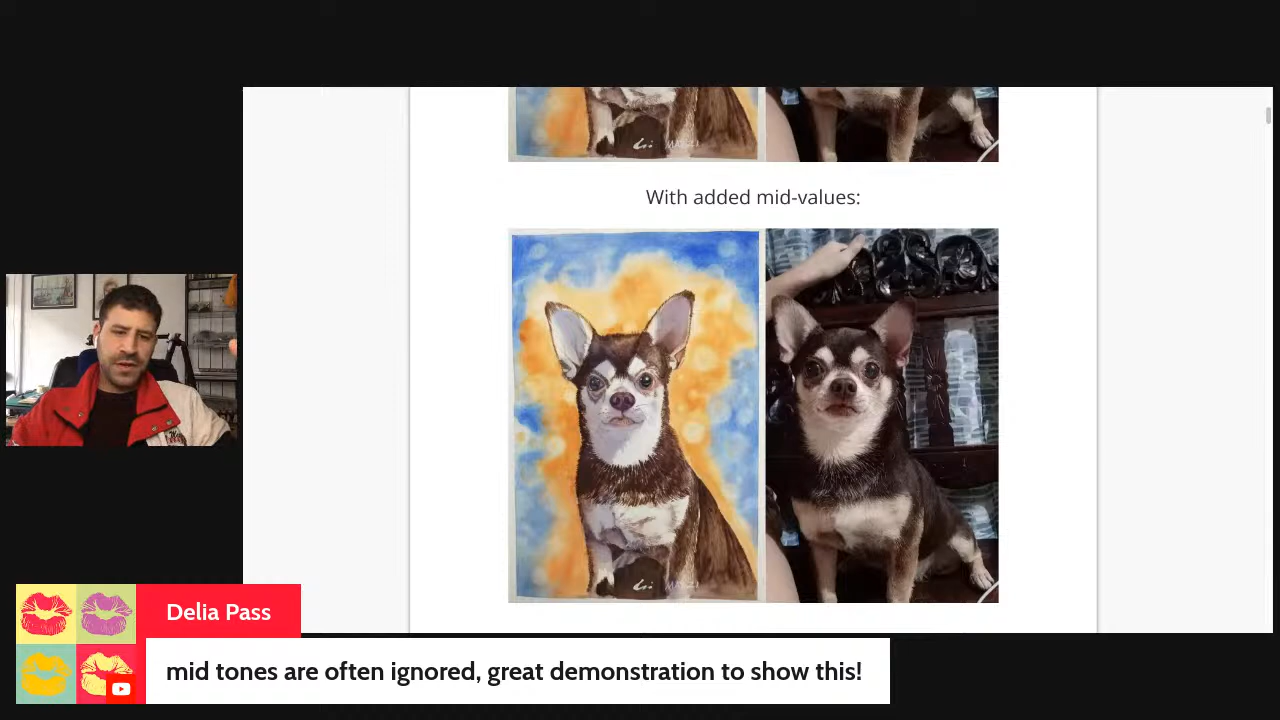 With added mid-values:
Delia Pass
mid tones are often ignored, great demonstration to show this!